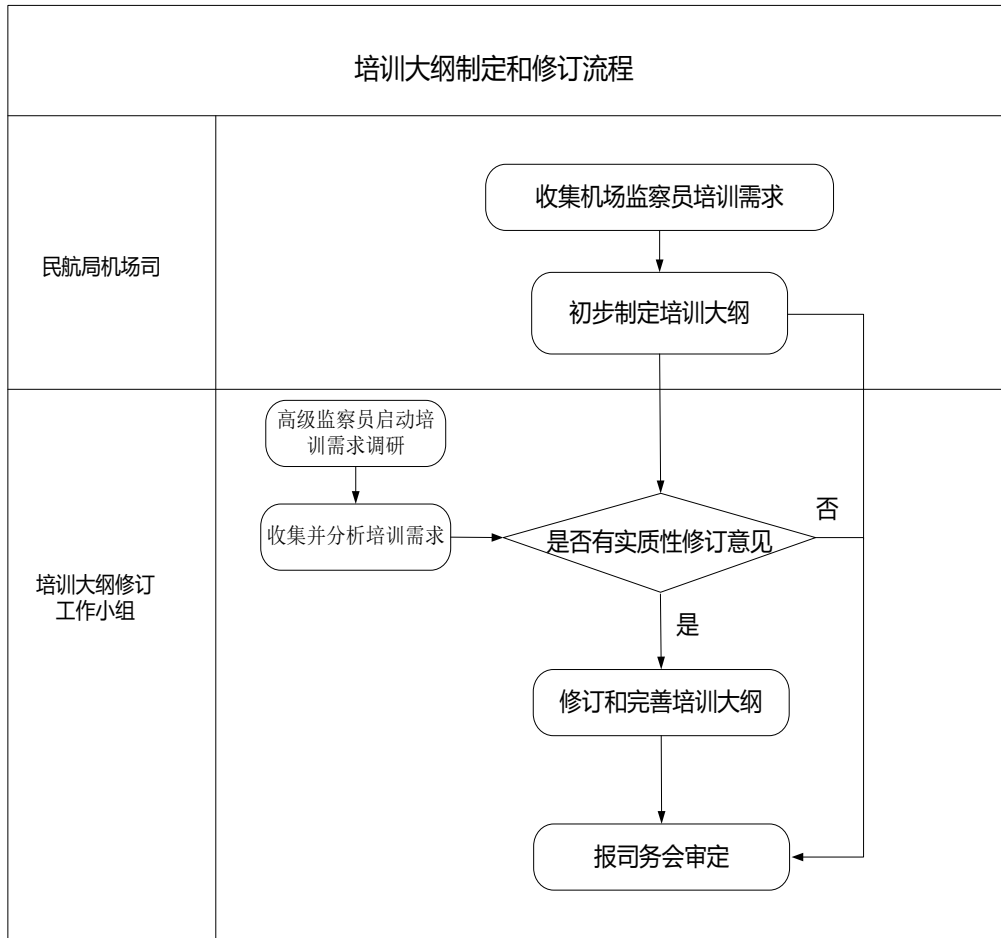 培训大纲制定和修订流程
民航局机场司
收集机场监察员培训需求
初步制定培训大纲
培训大纲修订
工作小组
高级监察员启动培
训需求调研
收集并分析培训需求
是否有实质性修订意见
否
是
修订和完善培训大纲
报司务会审定